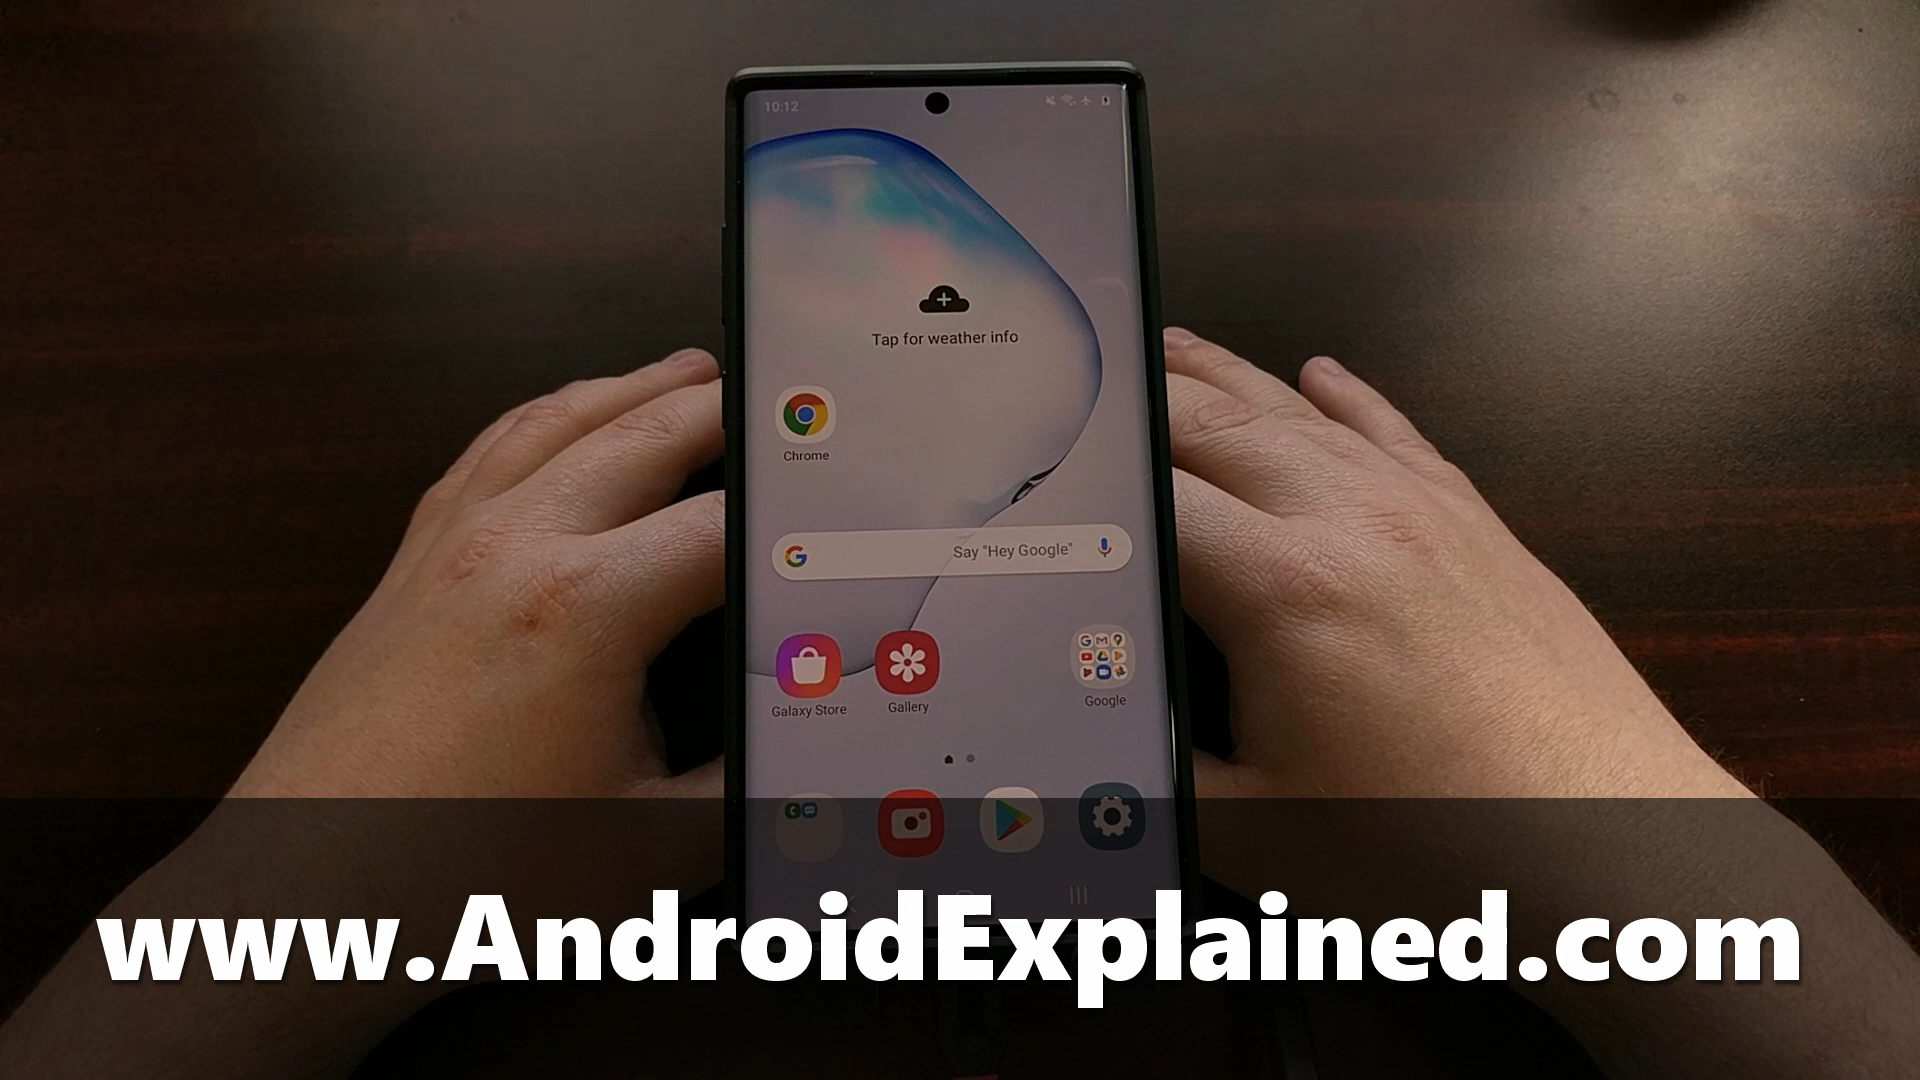 10:12
Tap for weather info
Chrome
Say "Hey Google"
Galaxy Store
Gallery
Google
www.AndroidExplained.com